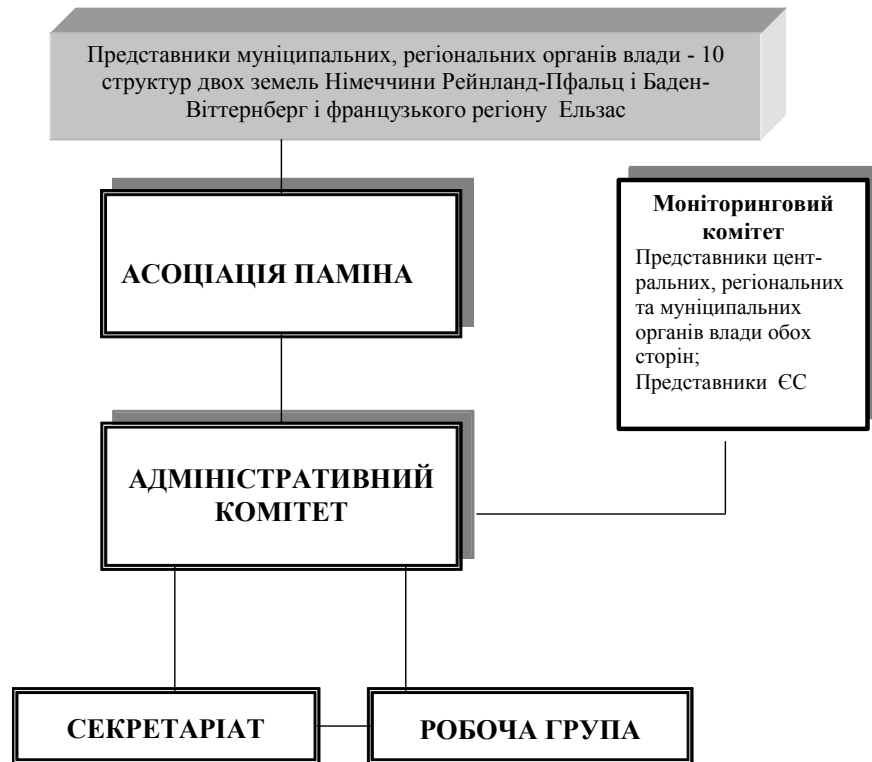 Представники муніципальних, регіональних органів влади - 10
структур двох земель Німеччини Рейнланд-Пфальц і Баден-
Віттернберг і французького регіону Ельзас
АСОЦІАЦІЯ ПАМІНА
Моніторинговий
комітет
Представники цент-
ральних, регіональних
та муніципальних
органів влади обох
сторін;
Представники ЄС
АДМІНІСТРАТИВНИЙ
КОМІТЕТ
СЕКРЕТАРІАТ
РОБОЧА ГРУПА